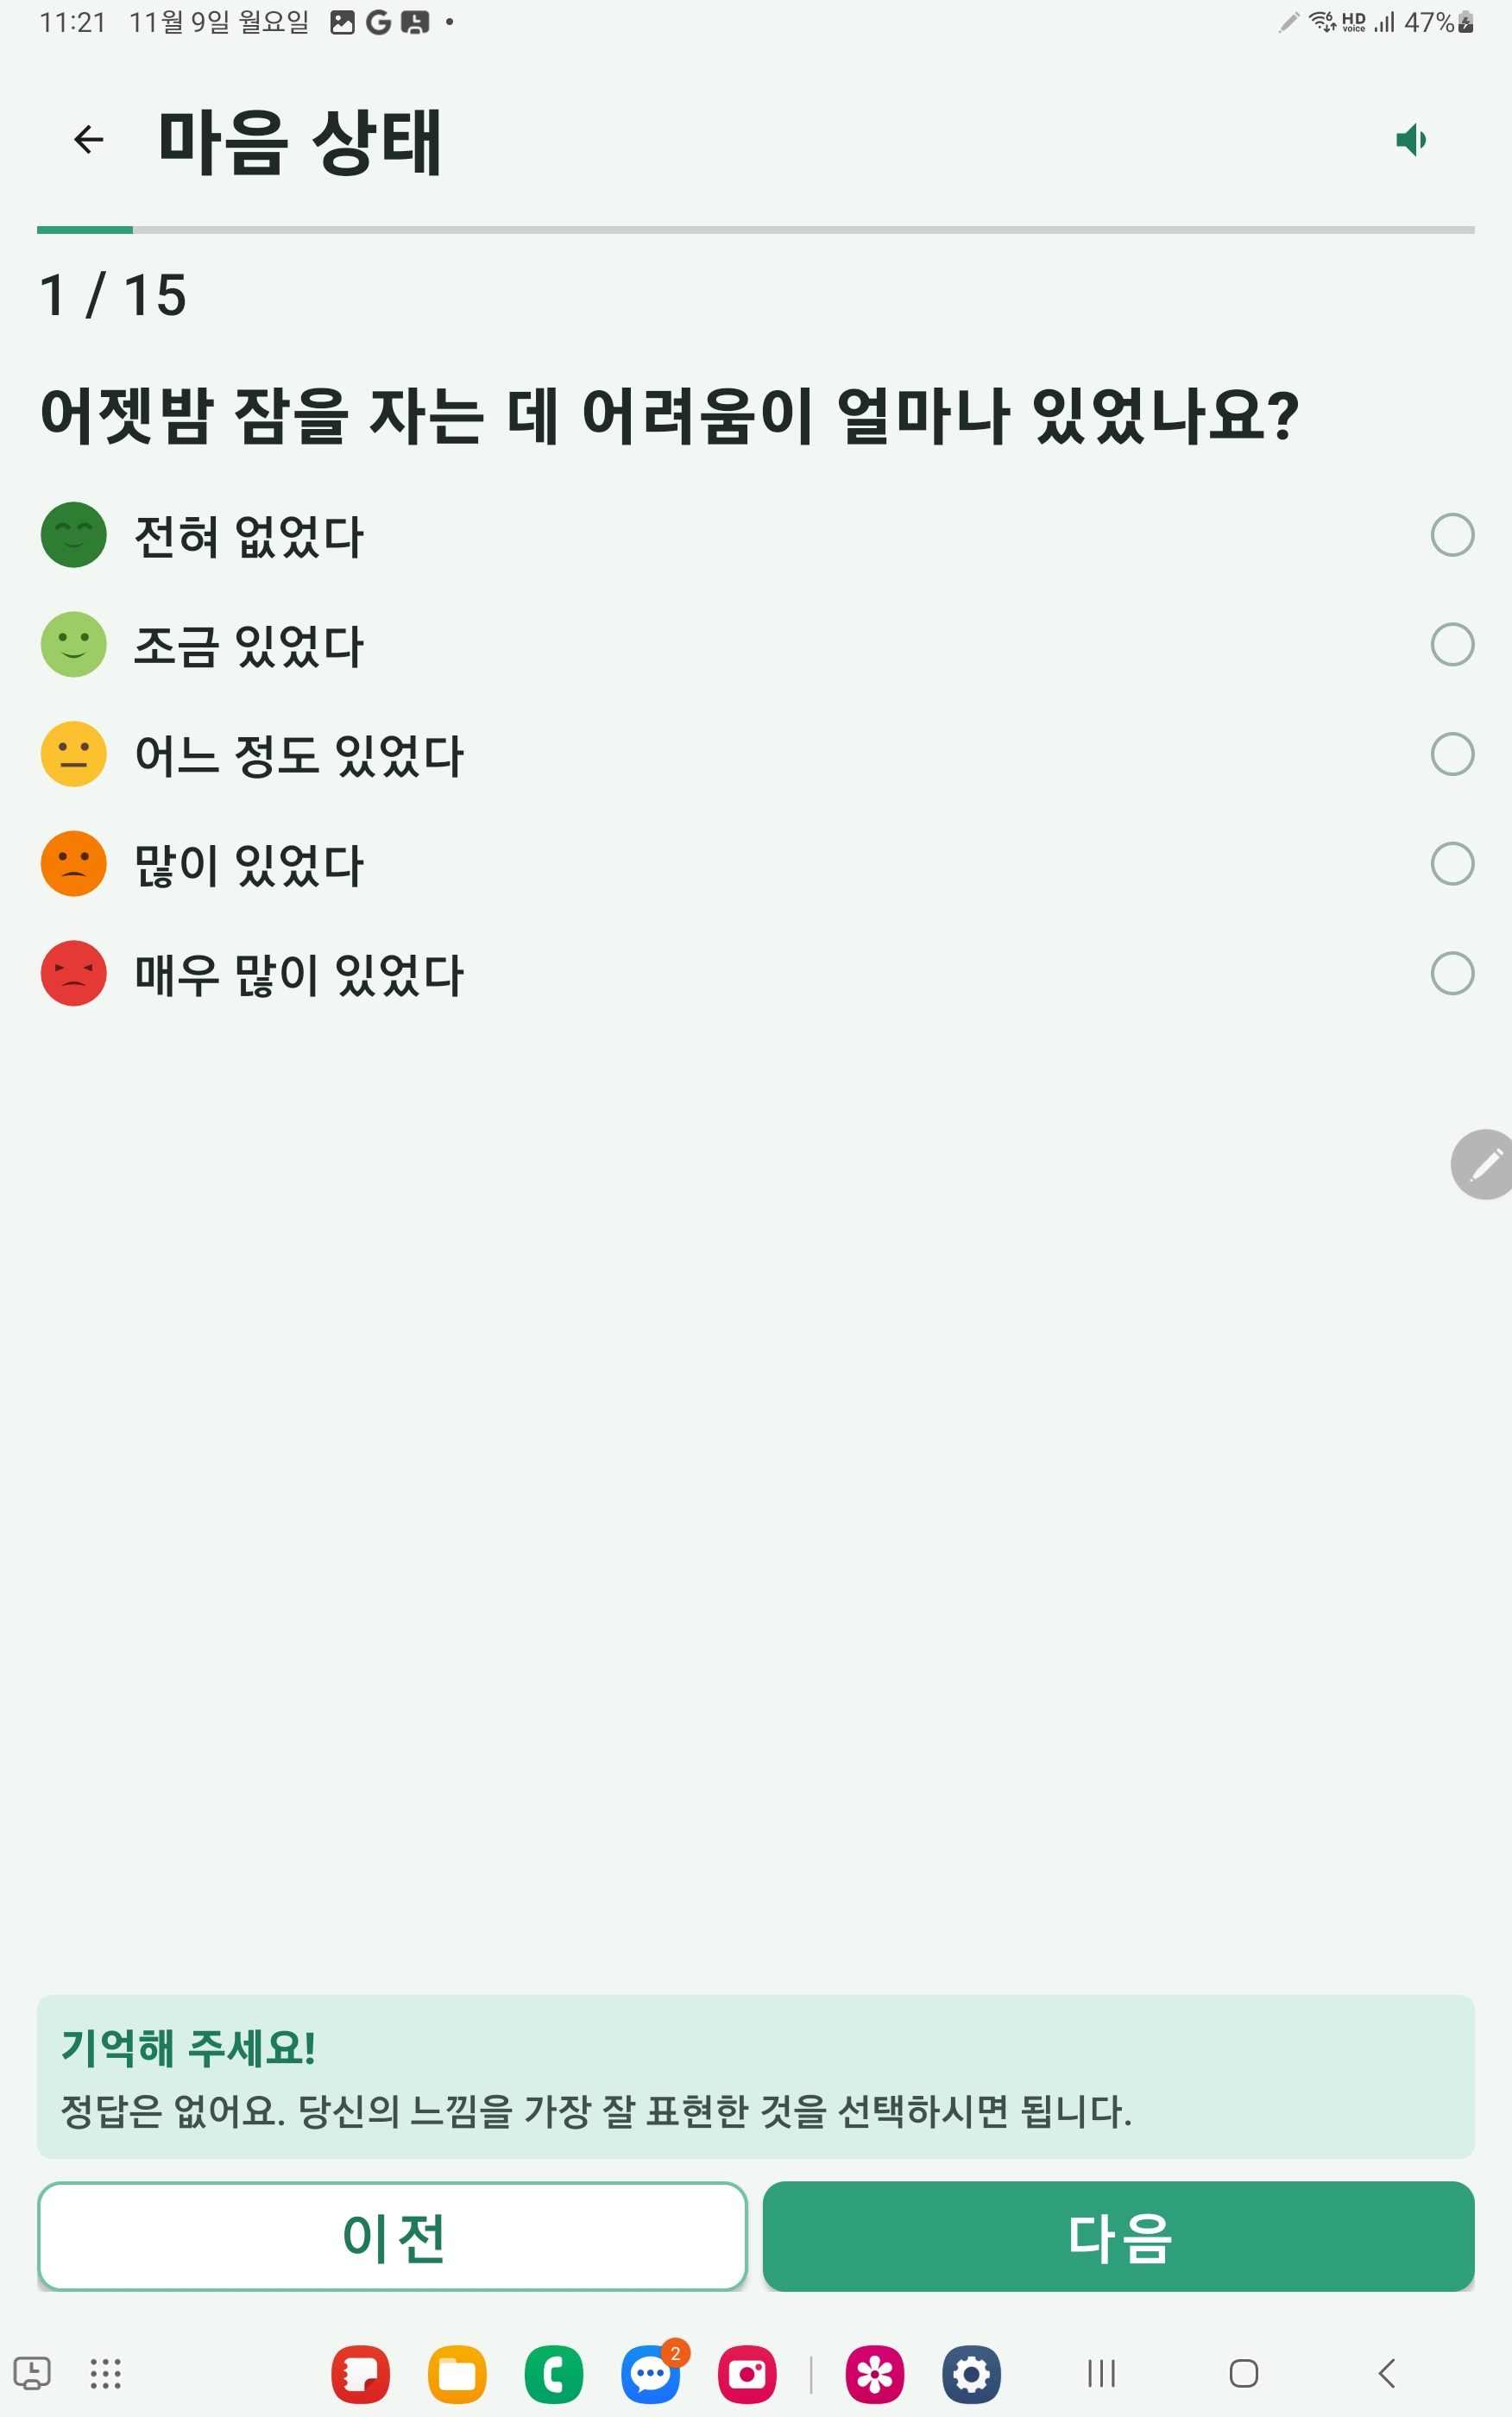 11:21 11월 9일 월요일
HD voice 47%
마음 상태
1 / 15
어젯밤 잠을 자는 데 어려움이 얼마나 있었나요?
전혀 없었다
조금 있었다
어느 정도 있었다
많이 있었다
매우 많이 있었다
기억해 주세요!
정답은 없어요. 당신의 느낌을 가장 잘 표현한 것을 선택하시면 됩니다.
이전
다음
2